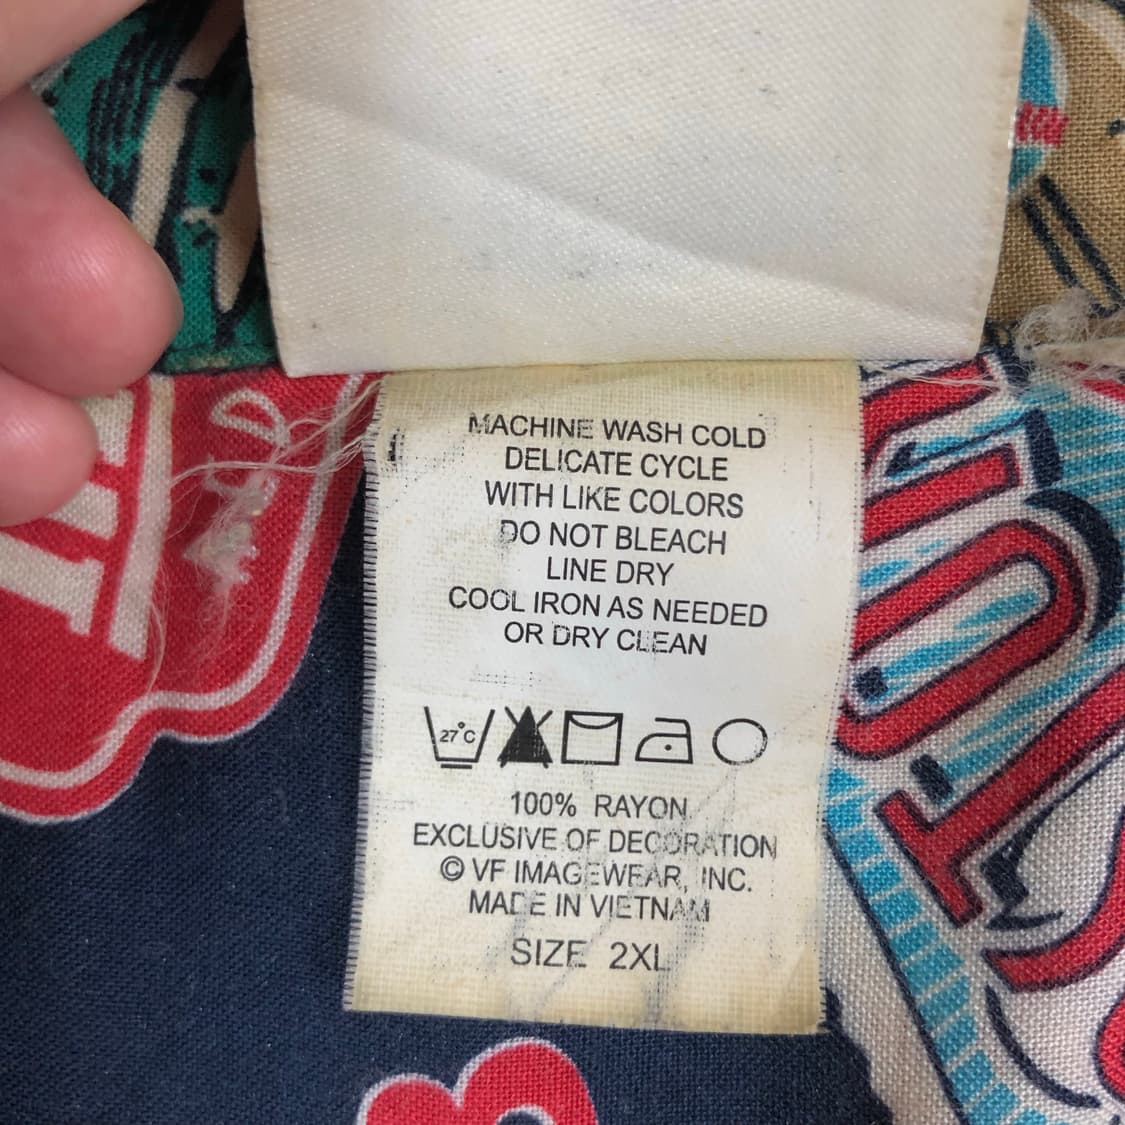 MACHINE WASH COLD
DELICATE CYCLE
WITH LIKE COLORS
DO NOT BLEACH
LINE DRY
COOL IRON AS NEEDED
OR DRY CLEAN
27°C
100% RAYON
EXCLUSIVE OF DECORATION
© VF IMAGEWEAR, INC.
MADE IN VIETNAM
SIZE 2XL